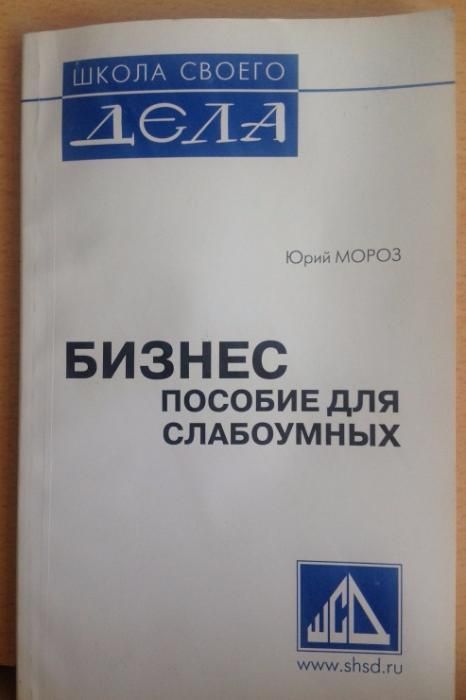 ШКОЛА СВОЕГО
ДЕЛА
Юрий МОРОЗ
БИЗНЕС
ПОСОБИЕ ДЛЯ
СЛАБОУМНЫХ
ШСД
www.shsd.ru